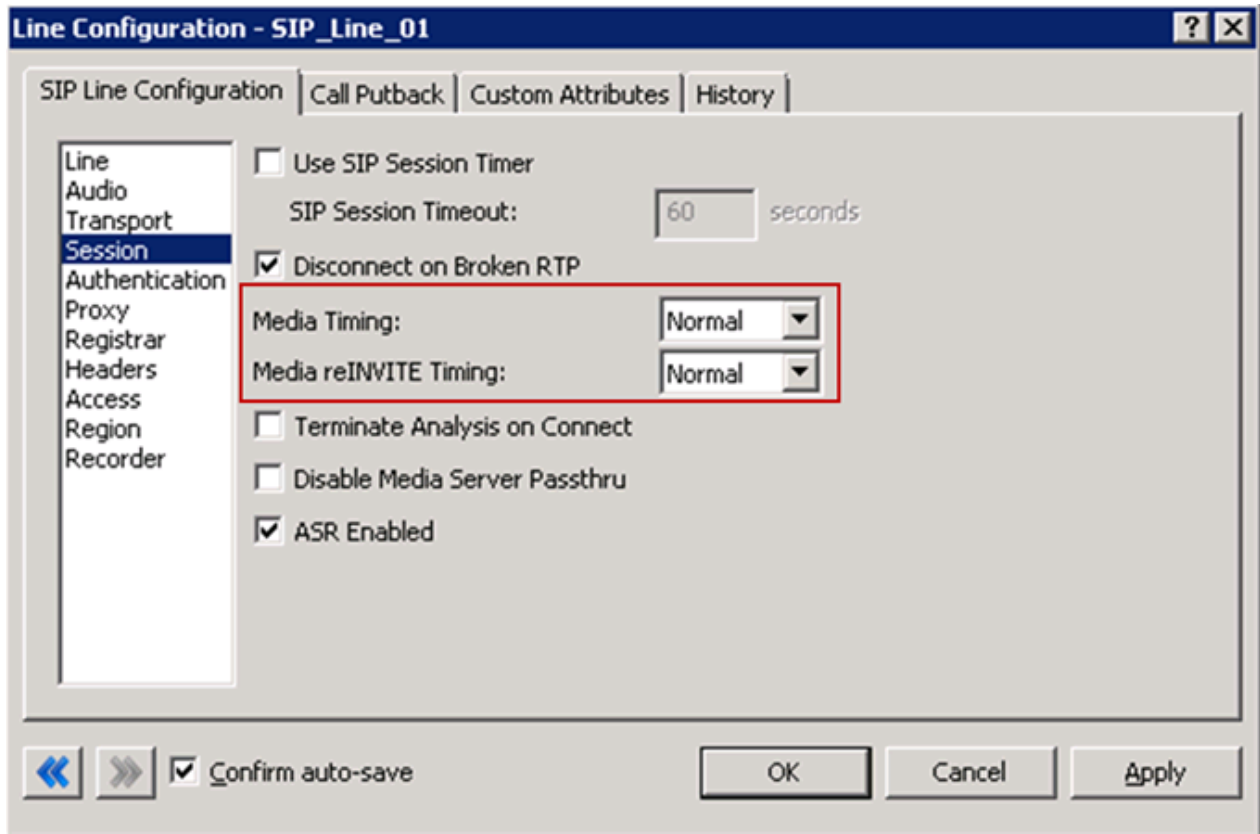 Line Configuration - SIP_Line_01
SIP Line Configuration
Call Putback
Custom Attributes
History
Line
Audio
Transport
Session
Authentication
Proxy
Registrar
Headers
Access
Region
Recorder
Use SIP Session Timer
SIP Session Timeout: 60 seconds
Disconnect on Broken RTP
Media Timing: Normal
Media reINVITE Timing: Normal
Terminate Analysis on Connect
Disable Media Server Passthru
ASR Enabled
Confirm auto-save
OK
Cancel
Apply